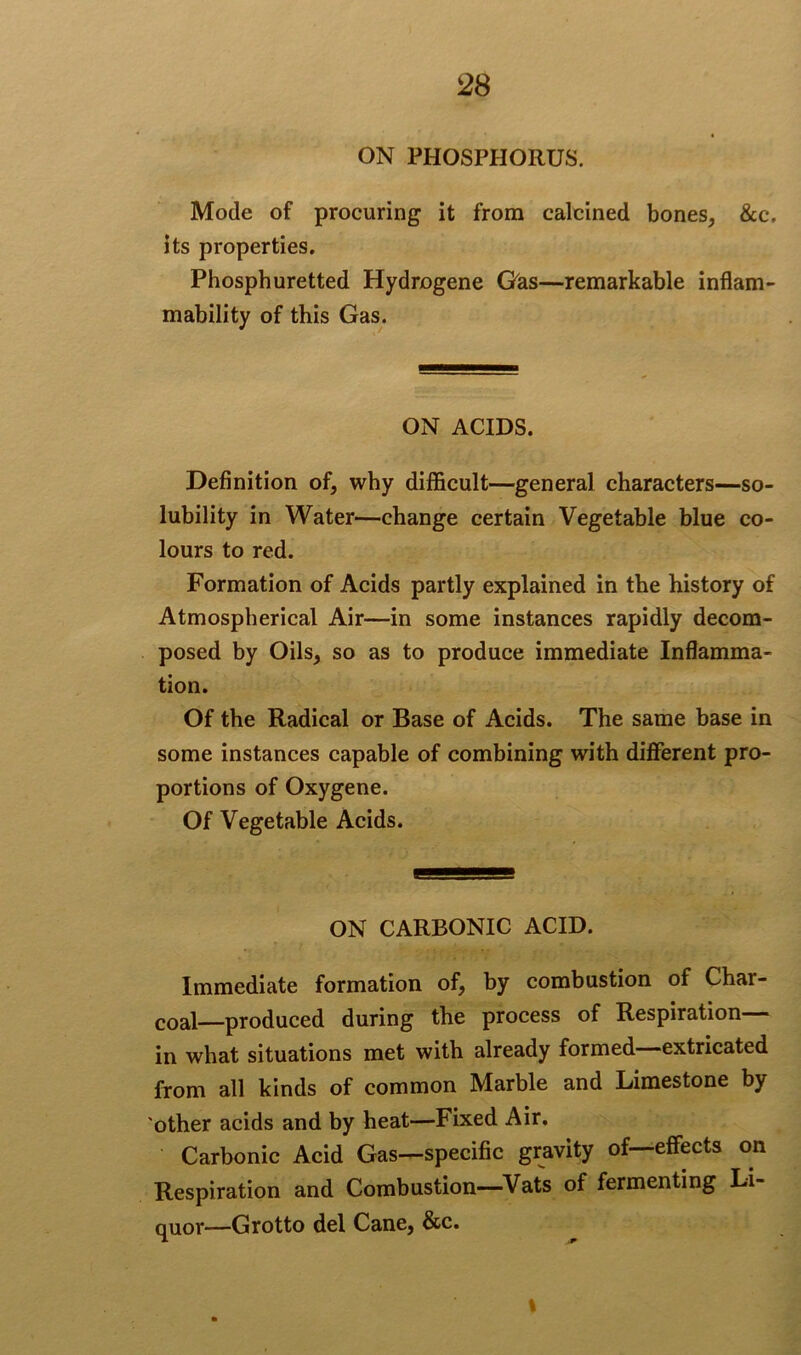 28
ON PHOSPHORUS.
Mode of procuring it from calcined bones, &c.
its properties.
Phosphuretted Hydrogene Gas—remarkable inflam-
mability of this Gas.
ON ACIDS.
Definition of, why difficult—general characters—so-
lubility in Water—change certain Vegetable blue co-
lours to red.
Formation of Acids partly explained in the history of
Atmospherical Air—in some instances rapidly decom-
posed by Oils, so as to produce immediate Inflamma-
tion.
Of the Radical or Base of Acids. The same base in
some instances capable of combining with different pro-
portions of Oxygene.
Of Vegetable Acids.
ON CARBONIC ACID.
Immediate formation of, by combustion of Char-
coal—produced during the process of Respiration—
in what situations met with already formed—extricated
from all kinds of common Marble and Limestone by
other acids and by heat—Fixed Air.
Carbonic Acid Gas—specific gravity of—effects on
Respiration and Combustion—Vats of fermenting Li-
quor—Grotto del Cane, &c.